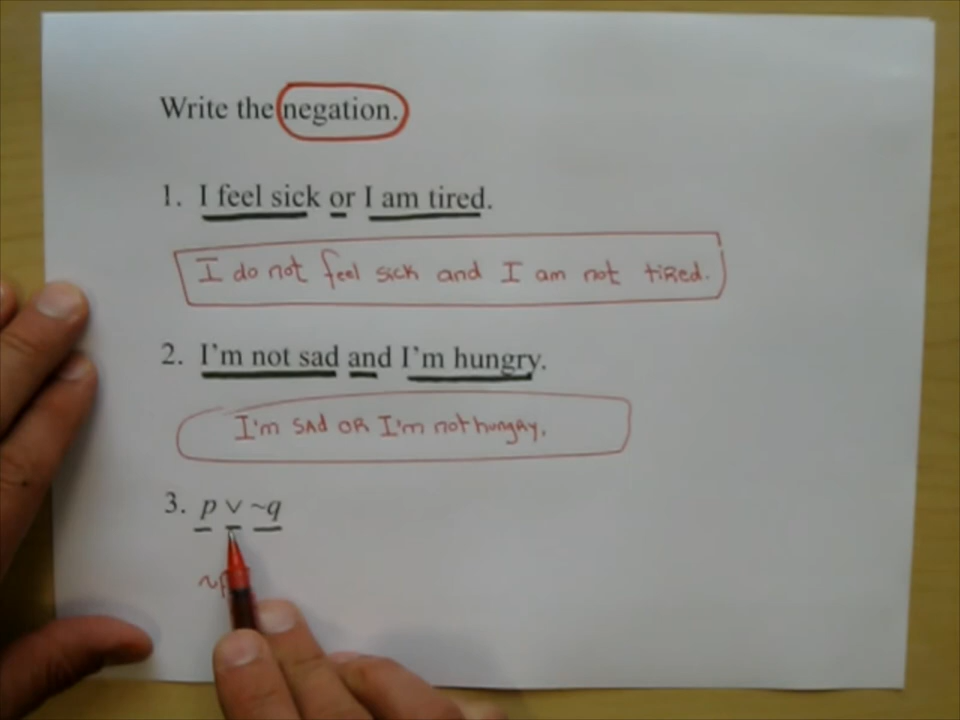 Write the negation.
1. I feel sick or I am tired.
I do not feel sick and I am not tired.
2. I'm not sad and I'm hungry.
I'm SAD OR I'm not hungry.
3. p ∨ ~q
~p